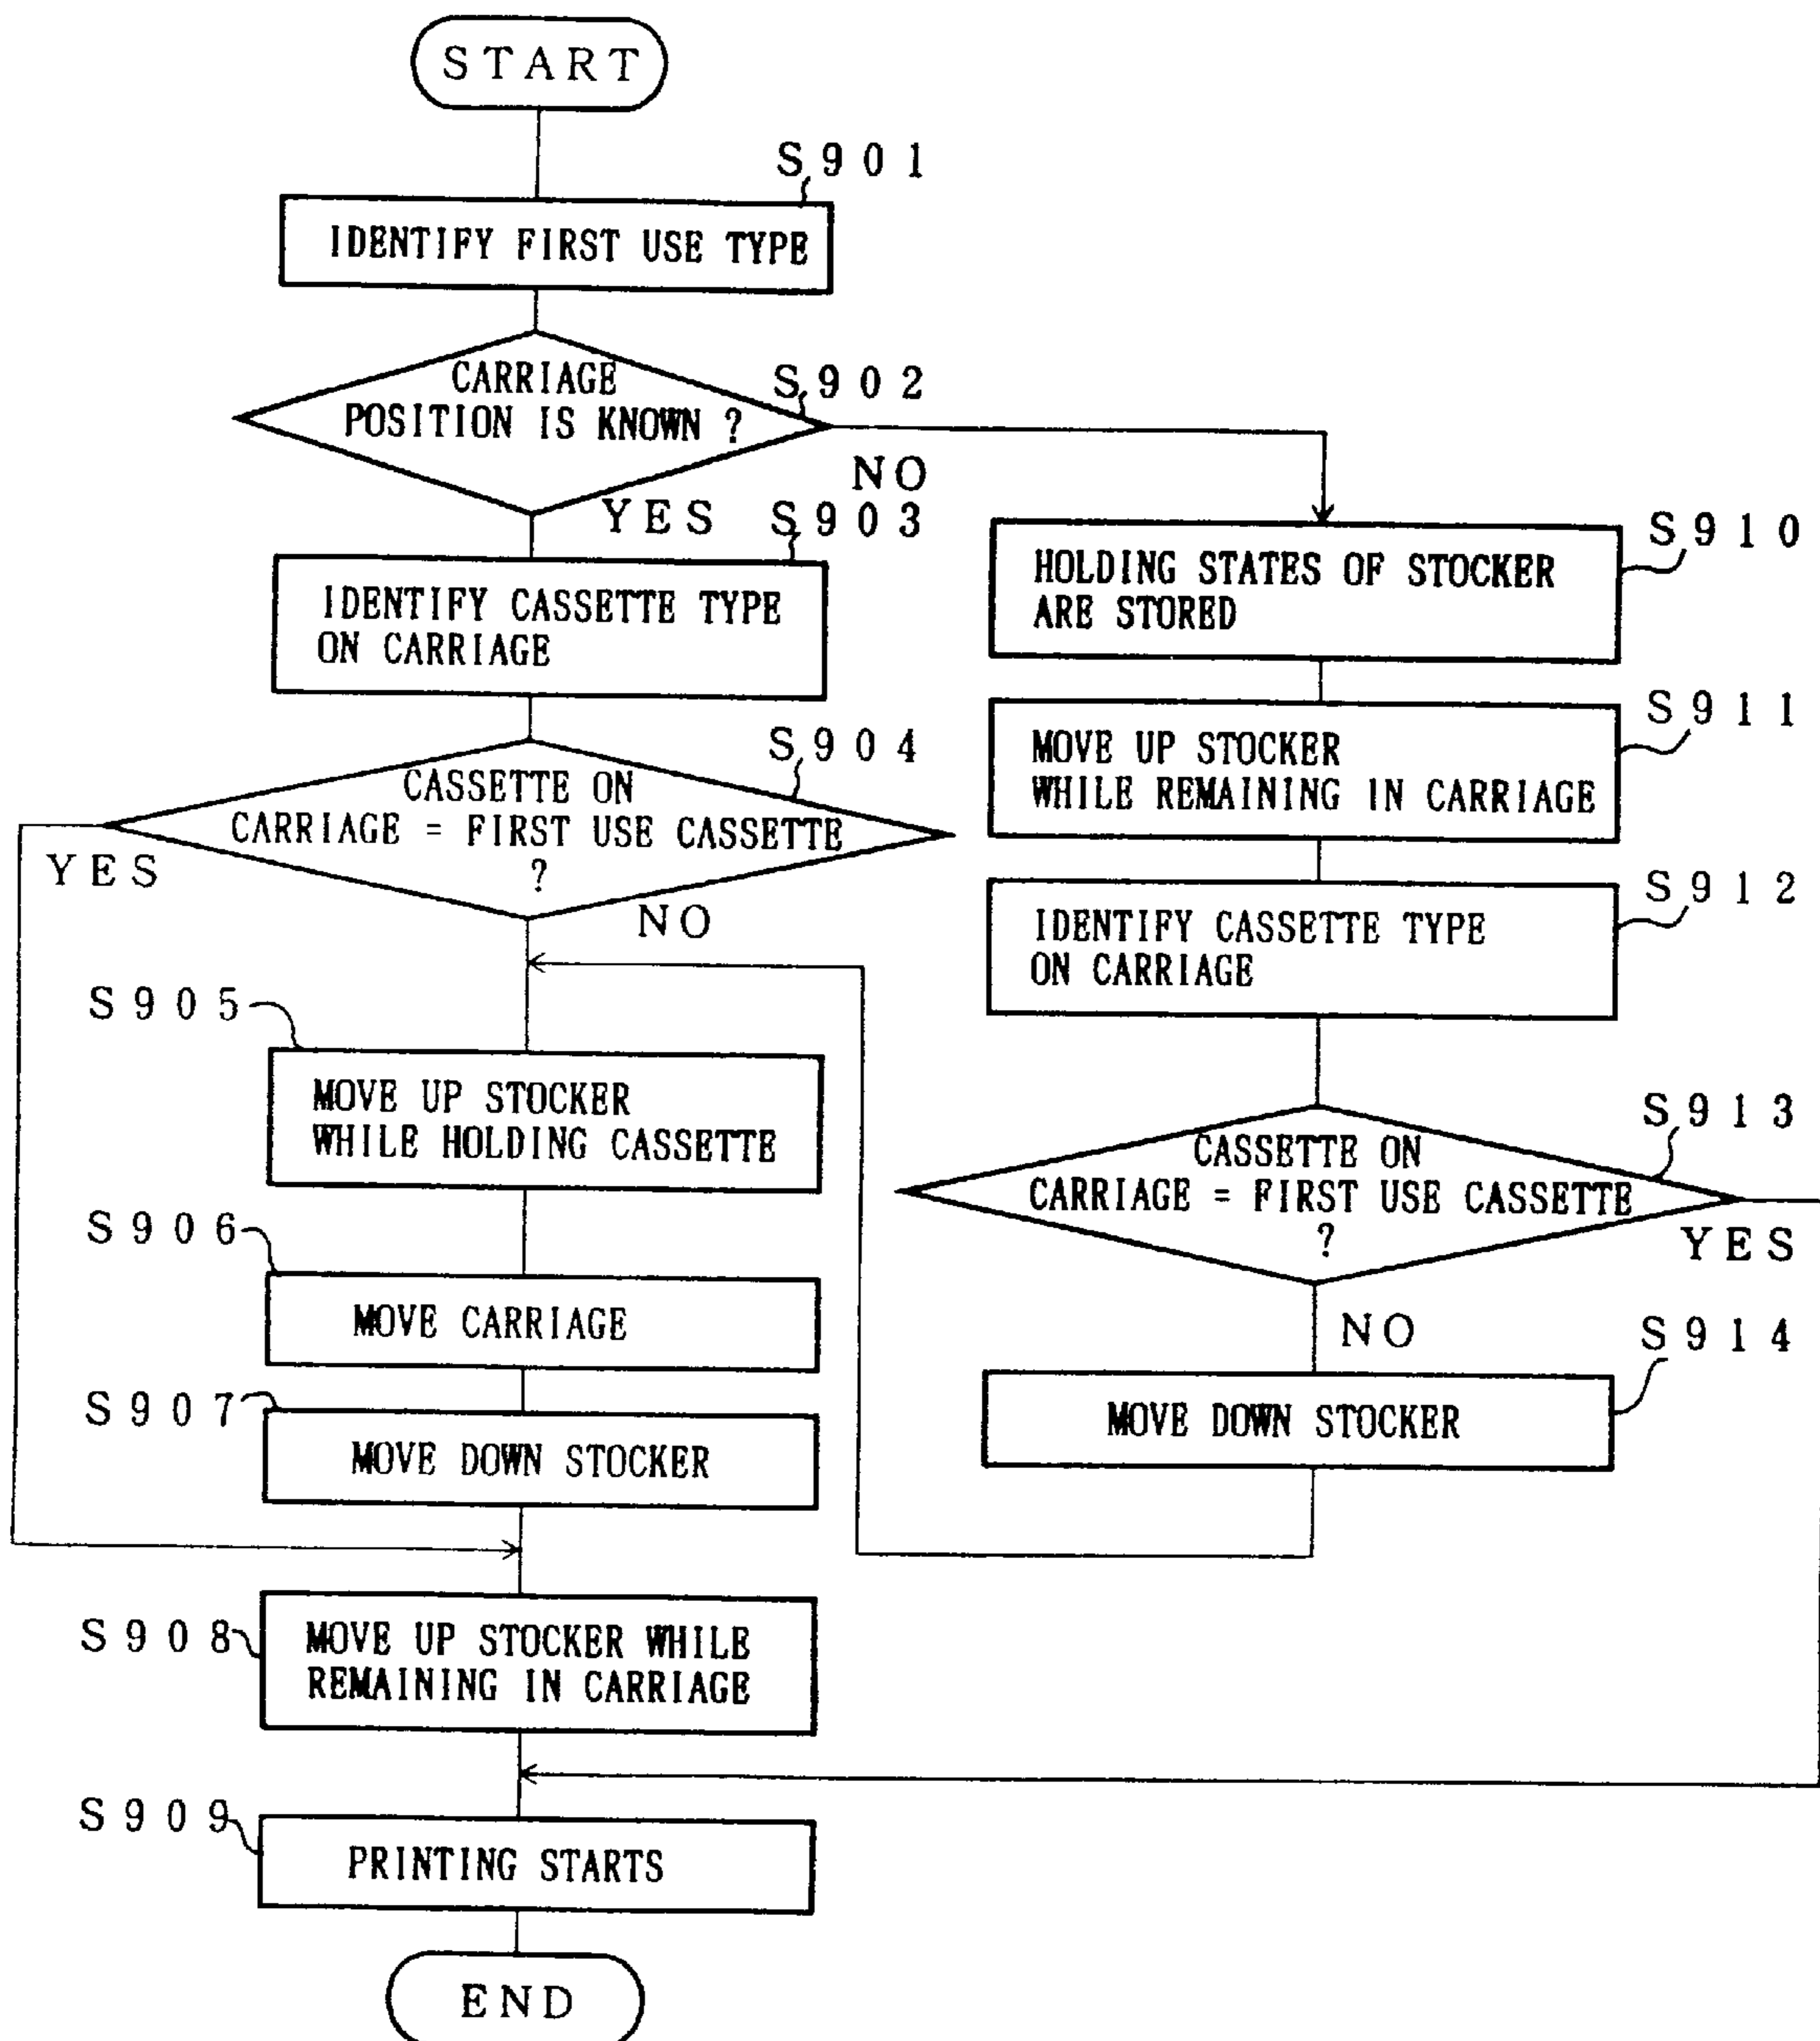 START
S901
IDENTIFY FIRST USE TYPE
CARRIAGE
POSITION IS KNOWN ?
S902
NO
YES
S903
IDENTIFY CASSETTE TYPE
ON CARRIAGE
S904
CASSETTE ON
CARRIAGE = FIRST USE CASSETTE
?
YES
NO
S905
MOVE UP STOCKER
WHILE HOLDING CASSETTE
S906
MOVE CARRIAGE
S907
MOVE DOWN STOCKER
S908
MOVE UP STOCKER WHILE
REMAINING IN CARRIAGE
S909
PRINTING STARTS
END
S910
HOLDING STATES OF STOCKER
ARE STORED
S911
MOVE UP STOCKER
WHILE REMAINING IN CARRIAGE
S912
IDENTIFY CASSETTE TYPE
ON CARRIAGE
S913
CASSETTE ON
CARRIAGE = FIRST USE CASSETTE
?
YES
NO
S914
MOVE DOWN STOCKER